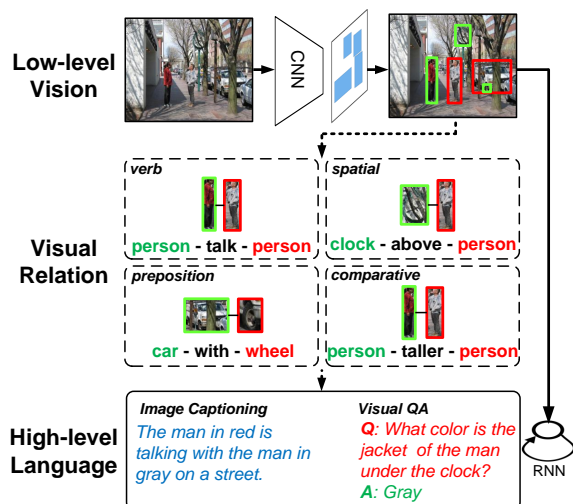 Low-level
Vision
CNN
verb
person - talk - person
spatial
clock - above - person
Visual
Relation
preposition
car - with - wheel
comparative
person - taller - person
High-level
Language
Image Captioning
The man in red is
talking with the man in
gray on a street.
Visual QA
Q: What color is the
jacket of the man
under the clock?
A: Gray
RNN